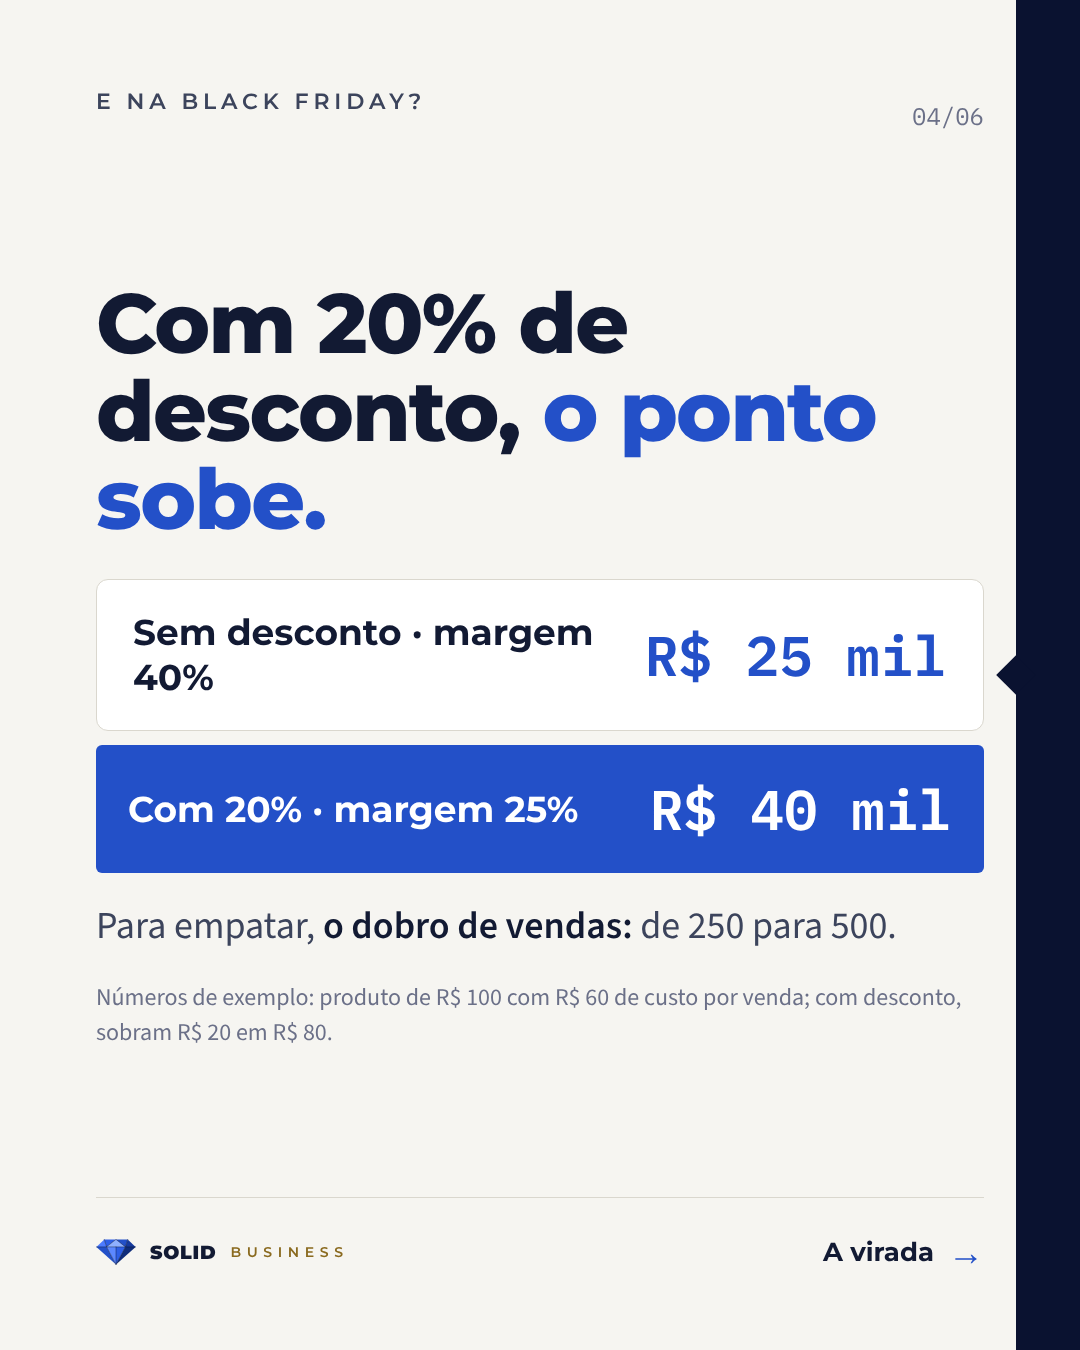 E NA BLACK FRIDAY?
04/06
Com 20% de
desconto, o ponto
sobe.
Sem desconto · margem
40%
R$ 25 mil
Com 20% · margem 25%
R$ 40 mil
Para empatar, o dobro de vendas: de 250 para 500.
Números de exemplo: produto de R$ 100 com R$ 60 de custo por venda; com desconto,
sobram R$ 20 em R$ 80.
SOLID BUSINESS
A virada →